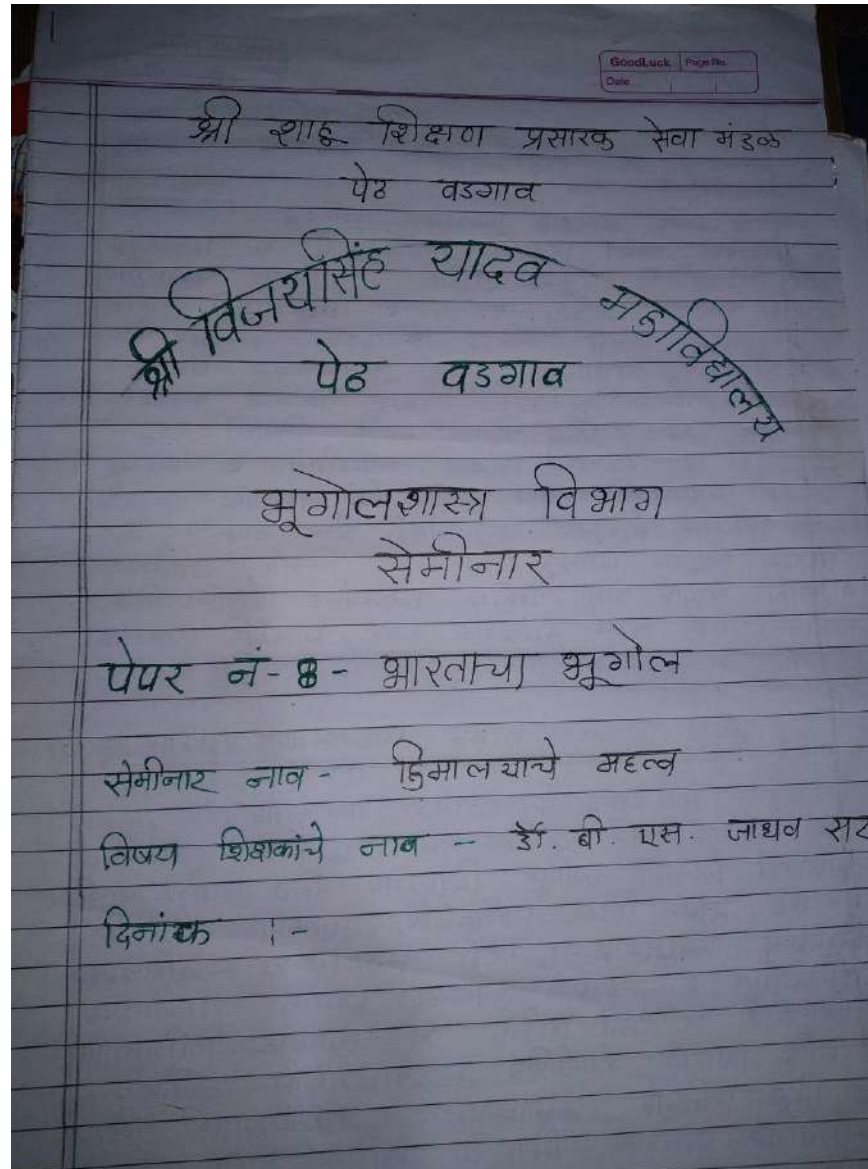 GoodLuck Page No.
Date
श्री शाहू शिक्षण प्रसारक सेवा मंडळ
पेठ वडगाव
श्री विजयसिंह यादव महाविद्यालय
पेठ वडगाव
भूगोलशास्त्र विभाग
सेमीनार
पेपर नं - 8 - भारताचा भूगोल
सेमीनार नाव - हिमालयाचे महत्व
विषय शिक्षकांचे नाव - डॉ. बी. एस. जाधव सर
दिनांक :-